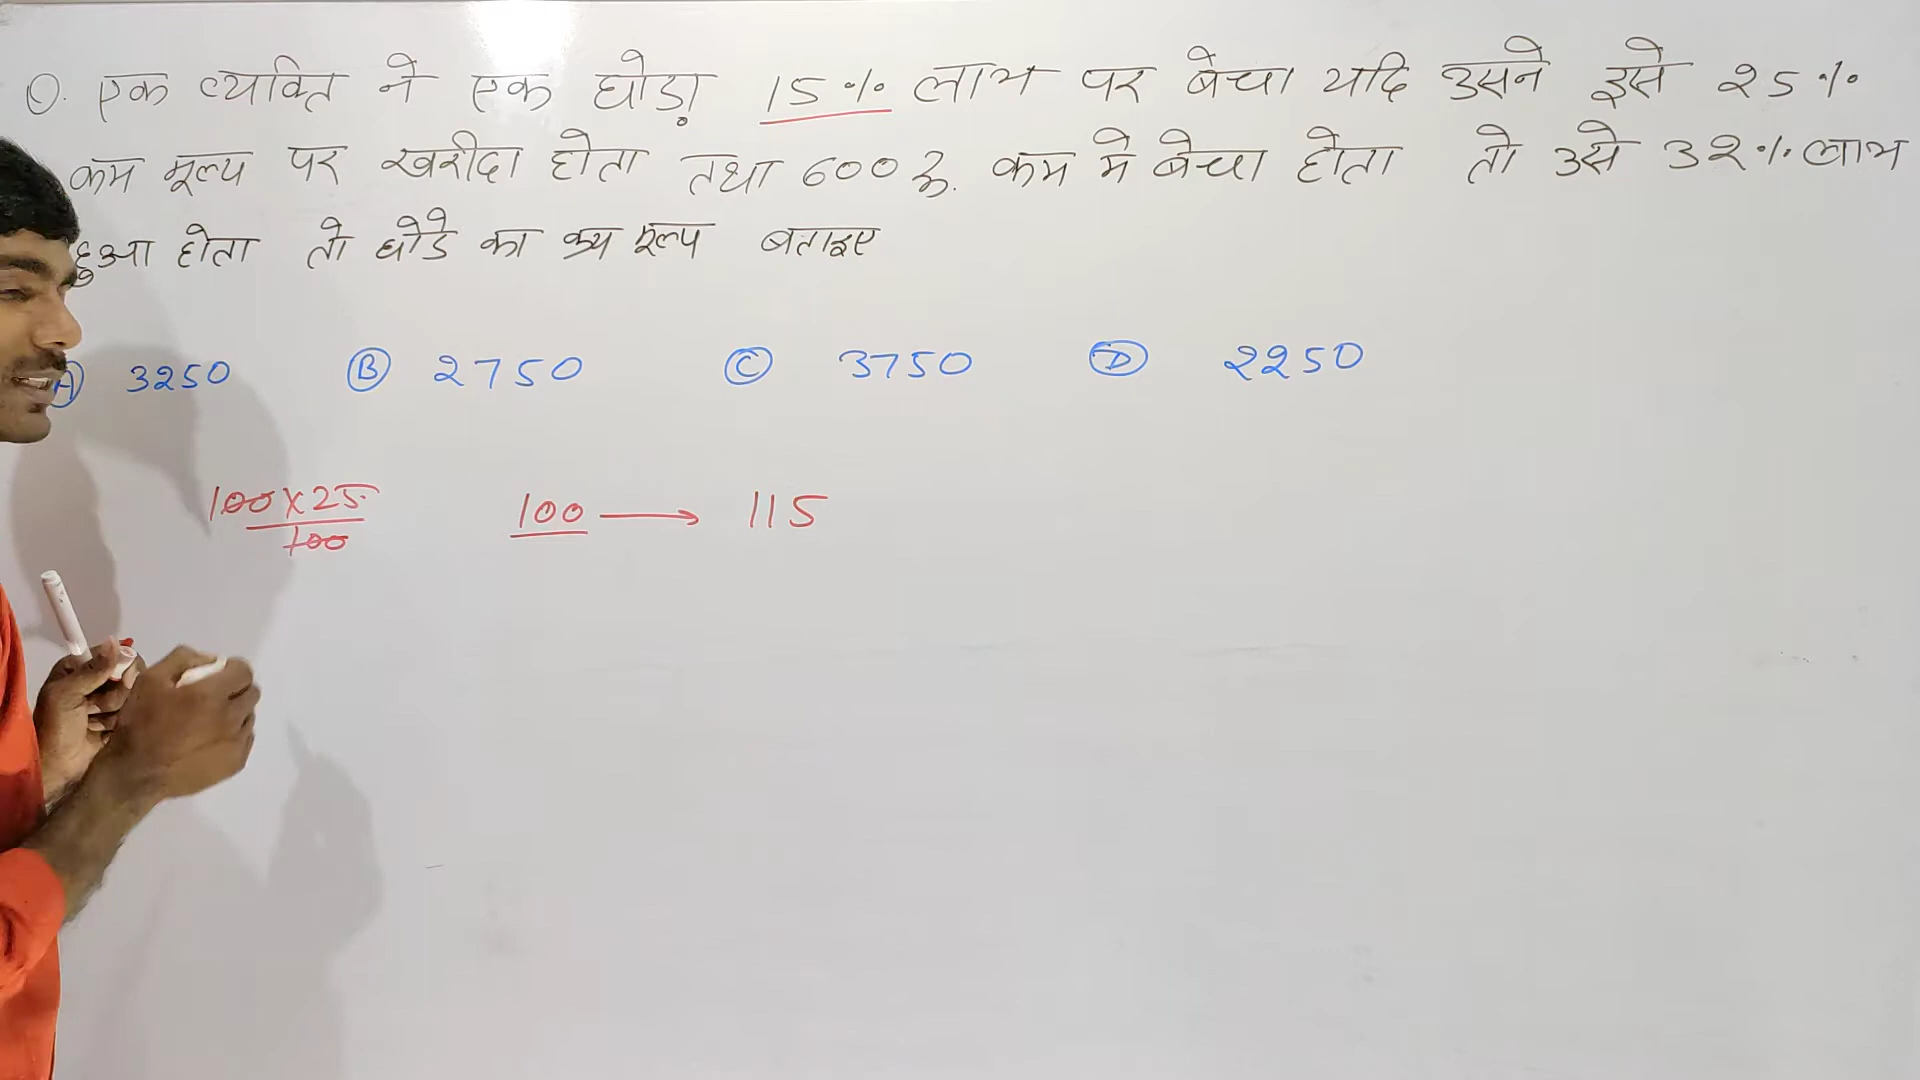 Q. एक व्यक्ति ने एक घोड़ा 15% लाभ पर बेचा यदि उसने इसे 25%
कम मूल्य पर खरीदा होता तथा 600 रु. कम मे बेचा होता तो उसे 32% लाभ
हुआ होता तो घोडे का क्रय मूल्य बताइए
A 3250 B 2750 C 3750 D 2250
100×25 100 → 115
100